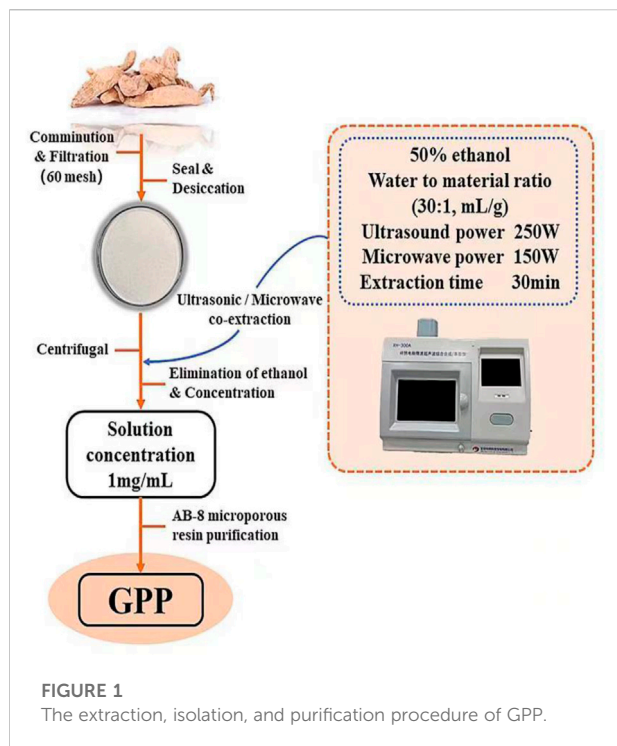 Comminution
& Filtration
(60 mesh)
Seal &
Desiccation
Ultrasonic / Microwave
co-extraction
Centrifugal
Elimination of ethanol
& Concentration
Solution
concentration
1mg/mL
AB-8 microporous
resin purification
GPP
50% ethanol
Water to material ratio
(30:1, mL/g)
Ultrasound power 250W
Microwave power 150W
Extraction time 30min
FIGURE 1
The extraction, isolation, and purification procedure of GPP.